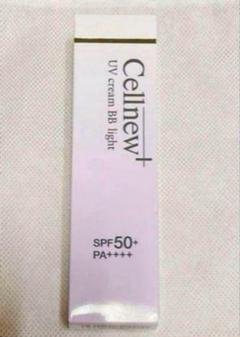 Cellnew+
UV cream BB light
SPF50+
PA++++